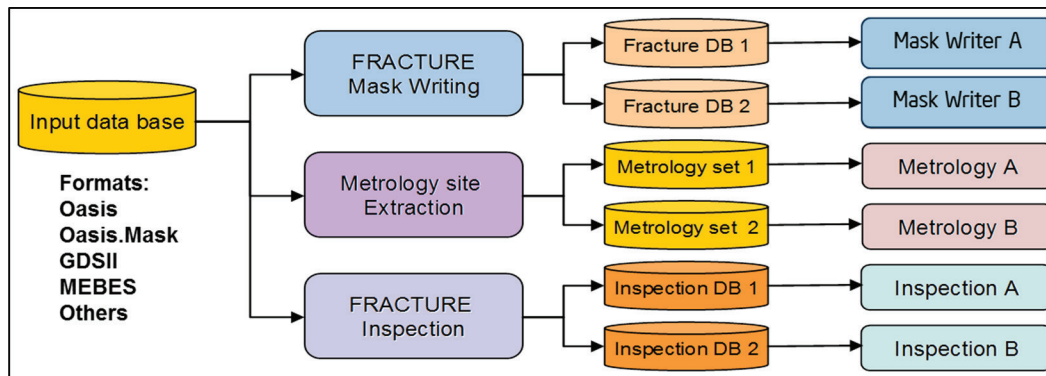 Input data base
Formats:
Oasis
Oasis.Mask
GDSII
MEBES
Others
FRACTURE
Mask Writing
Metrology site
Extraction
FRACTURE
Inspection
Fracture DB 1
Fracture DB 2
Metrology set 1
Metrology set 2
Inspection DB 1
Inspection DB 2
Mask Writer A
Mask Writer B
Metrology A
Metrology B
Inspection A
Inspection B